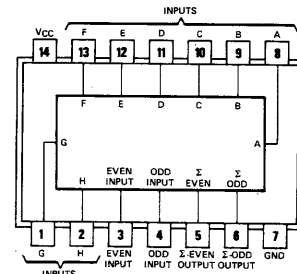 INPUTS
VCC F E D C B A
14 13 12 11 10 9 8
F E D C B
G A
EVEN ODD Σ Σ
H INPUT INPUT EVEN ODD
1 2 3 4 5 6 7
G H EVEN ODD Σ-EVEN Σ-ODD GND
INPUT INPUT OUTPUT OUTPUT
INPUTS